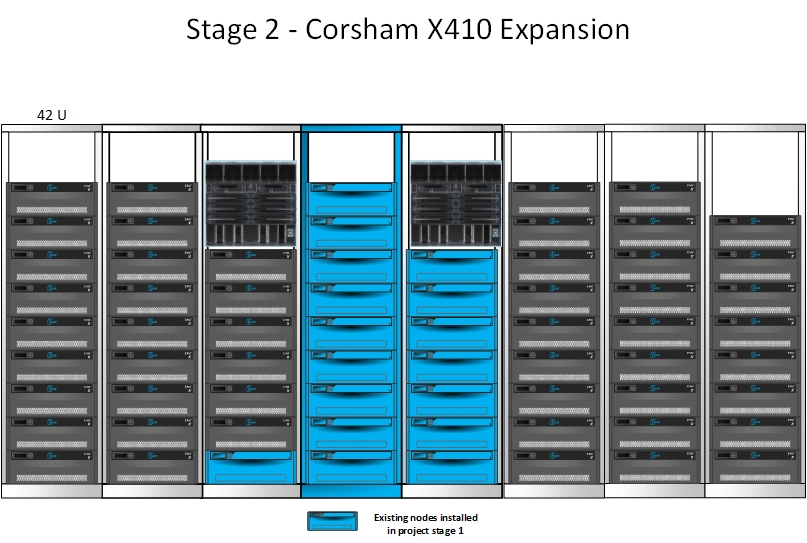 Stage 2 - Corsham X410 Expansion
42 U
Existing nodes installed
in project stage 1